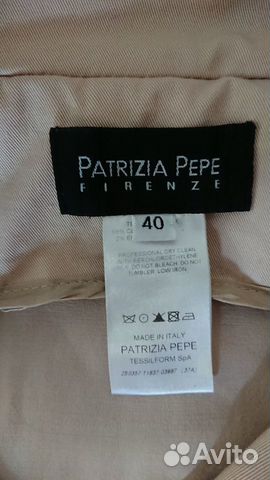 PATRIZIA PEPE
FIRENZE
40
PROFESSIONAL DRY CLEAN
DO NOT BLEACH. DO NOT
TUMBLER. LOW IRON.
MADE IN ITALY
PATRIZIA PEPE
TESSILFORM SpA
Avito